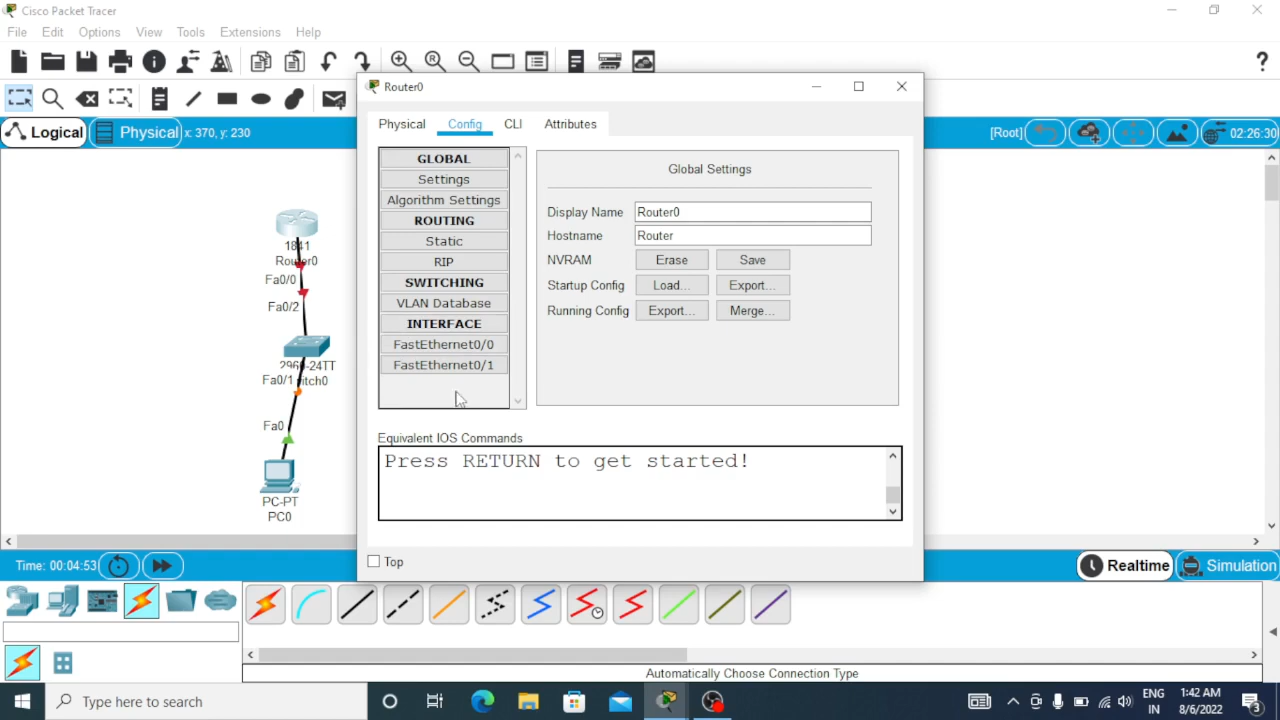 Cisco Packet Tracer
File Edit Options View Tools Extensions Help
Logical Physical x: 370, y: 230 [Root] 02:26:30
Router0
Physical Config CLI Attributes
GLOBAL
Settings
Algorithm Settings
ROUTING
Static
RIP
SWITCHING
VLAN Database
INTERFACE
FastEthernet0/0
FastEthernet0/1
Global Settings
Display Name Router0
Hostname Router
NVRAM Erase Save
Startup Config Load... Export...
Running Config Export... Merge...
Equivalent IOS Commands
Press RETURN to get started!
Top
1841
Router0
Fa0/0
Fa0/2
2960-24TT
Fa0/1 itch0
Fa0
PC-PT
PC0
Time: 00:04:53 Realtime Simulation
Automatically Choose Connection Type
Type here to search
ENG
IN
1:42 AM
8/6/2022
3